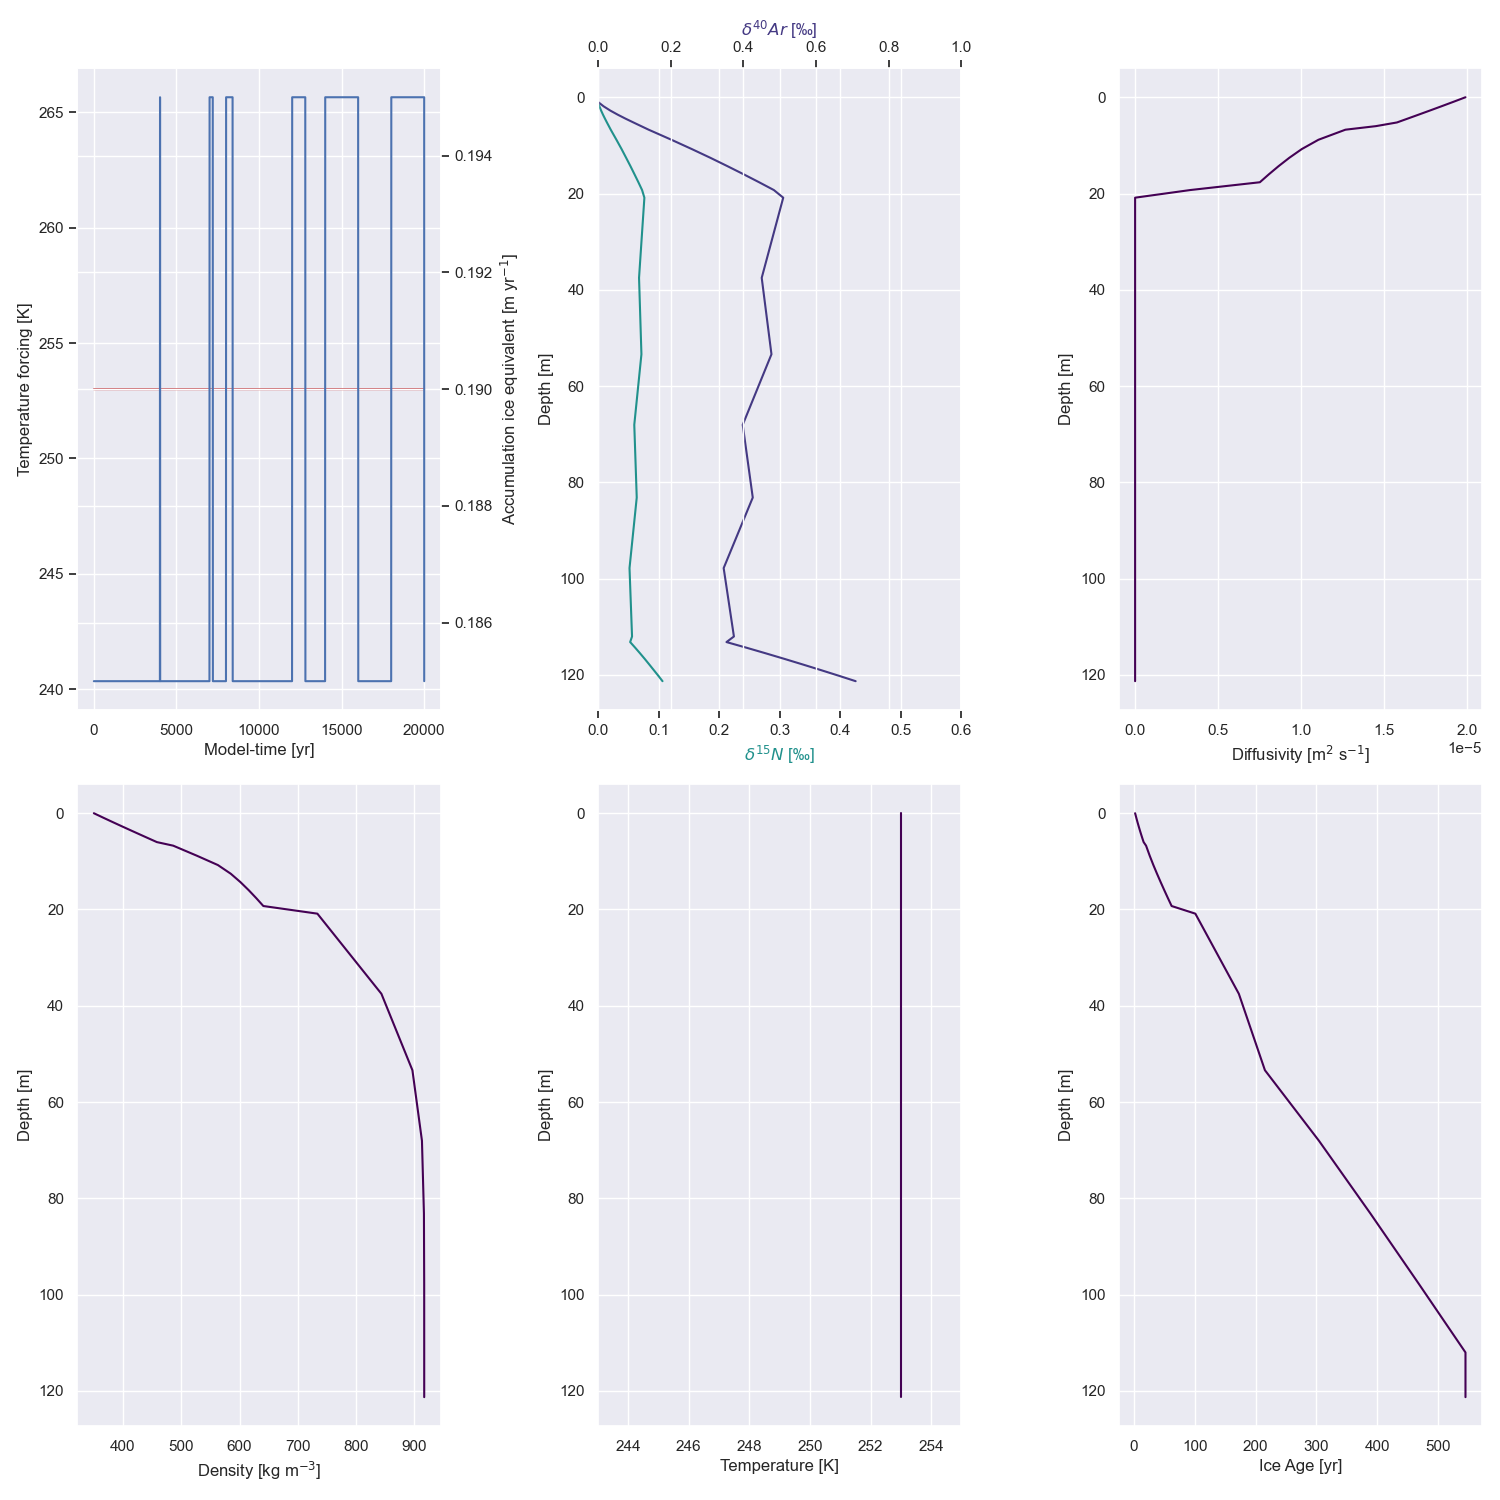 δ⁴⁰Ar [‰]
0.0 0.2 0.4 0.6 0.8 1.0
Temperature forcing [K]
265
260
255
250
245
240
0 5000 10000 15000 20000
Model-time [yr]
0.194
0.192
0.190
0.188
0.186
Accumulation ice equivalent [m yr⁻¹]
Depth [m]
0
20
40
60
80
100
120
0.0 0.1 0.2 0.3 0.4 0.5 0.6
δ¹⁵N [‰]
Depth [m]
0
20
40
60
80
100
120
0.0 0.5 1.0 1.5 2.0
1e−5
Diffusivity [m² s⁻¹]
Depth [m]
0
20
40
60
80
100
120
400 500 600 700 800 900
Density [kg m⁻³]
Depth [m]
0
20
40
60
80
100
120
244 246 248 250 252 254
Temperature [K]
Depth [m]
0
20
40
60
80
100
120
0 100 200 300 400 500
Ice Age [yr]